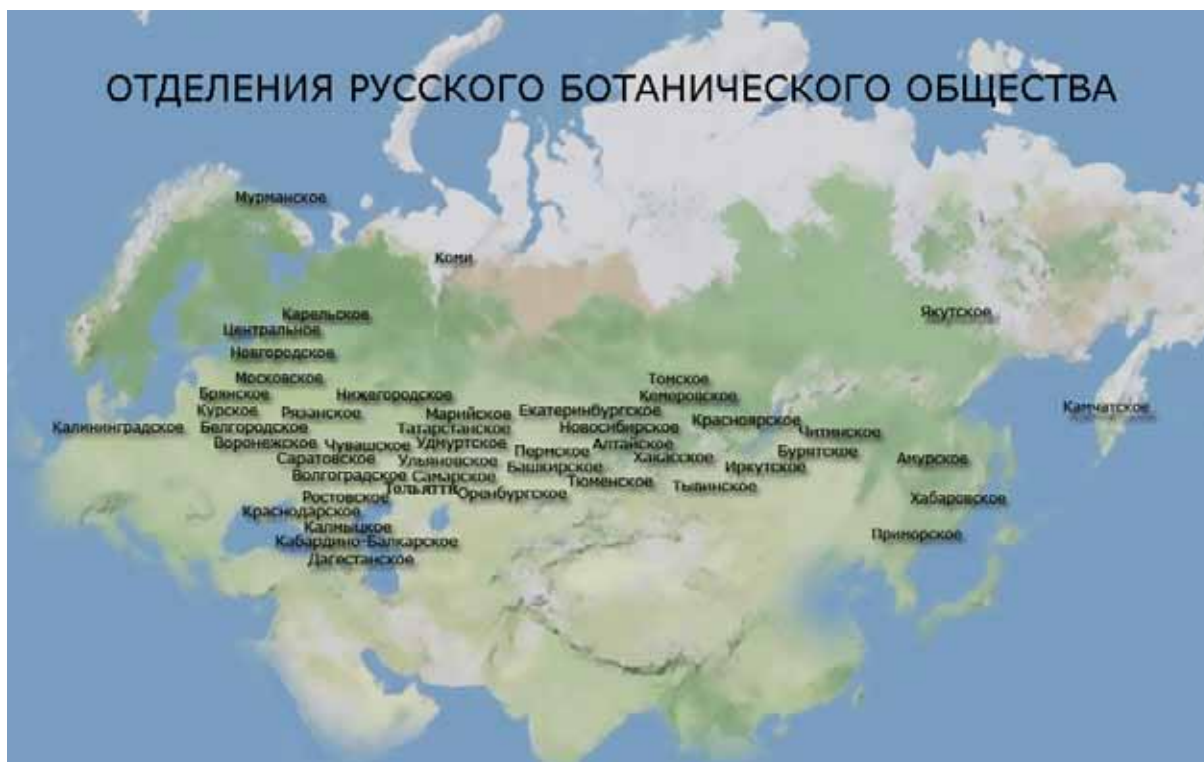 ОТДЕЛЕНИЯ РУССКОГО БОТАНИЧЕСКОГО ОБЩЕСТВА
Мурманское
Коми
Карельское
Якутское
Центральное
Новгородское
Московское
Томское
Брянское
Нижегородское
Кемеровское
Курское
Рязанское
Марийское
Екатеринбургское
Камчатское
Красноярское
Калининградское
Белгородское
Татарстанское
Новосибирское
Читинское
Воронежское
Чувашское
Удмуртское
Пермское
Алтайское
Бурятское
Саратовское
Ульяновское
Башкирское
Хакасское
Иркутское
Амурское
Волгоградское
Самарское
Тюменское
Тольятти
Оренбургское
Тывинское
Ростовское
Хабаровское
Краснодарское
Калмыцкое
Приморское
Кабардино-Балкарское
Дагестанское